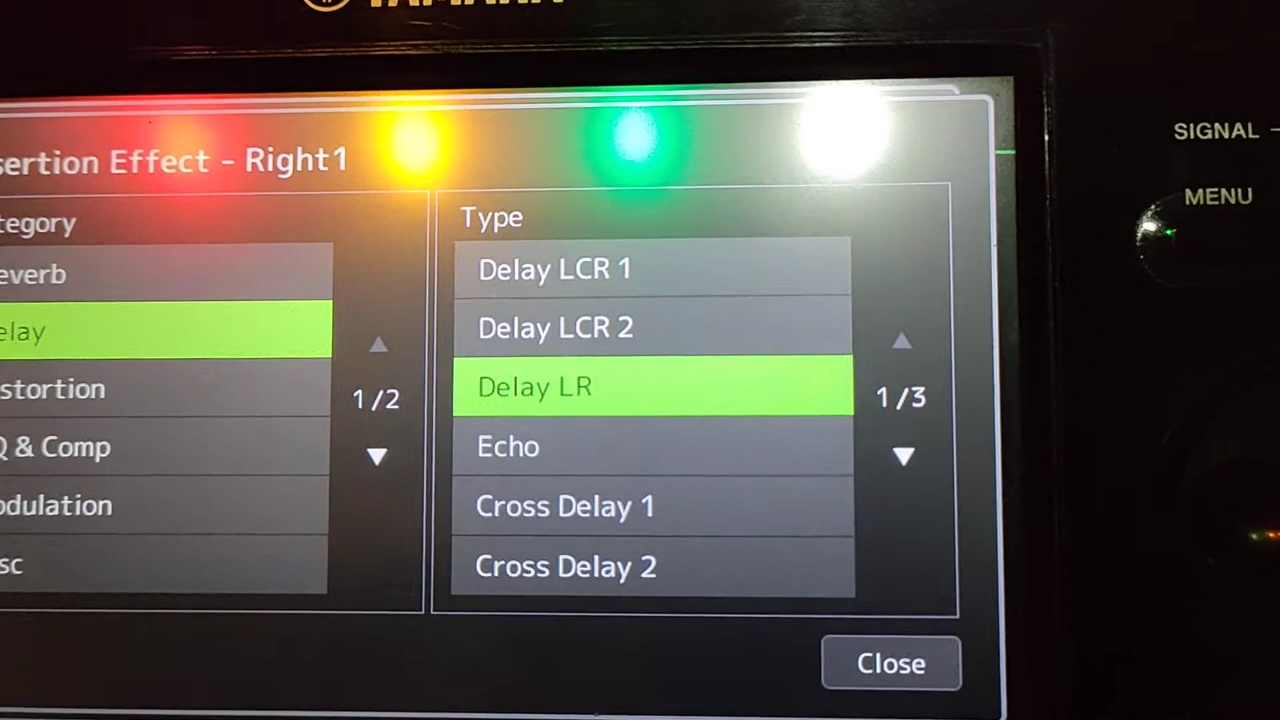 YAMAHA
SIGNAL
MENU
sertion Effect - Right1
tegory
everb
elay
stortion
Q & Comp
odulation
sc
1/2
Type
Delay LCR 1
Delay LCR 2
Delay LR
Echo
Cross Delay 1
Cross Delay 2
1/3
Close